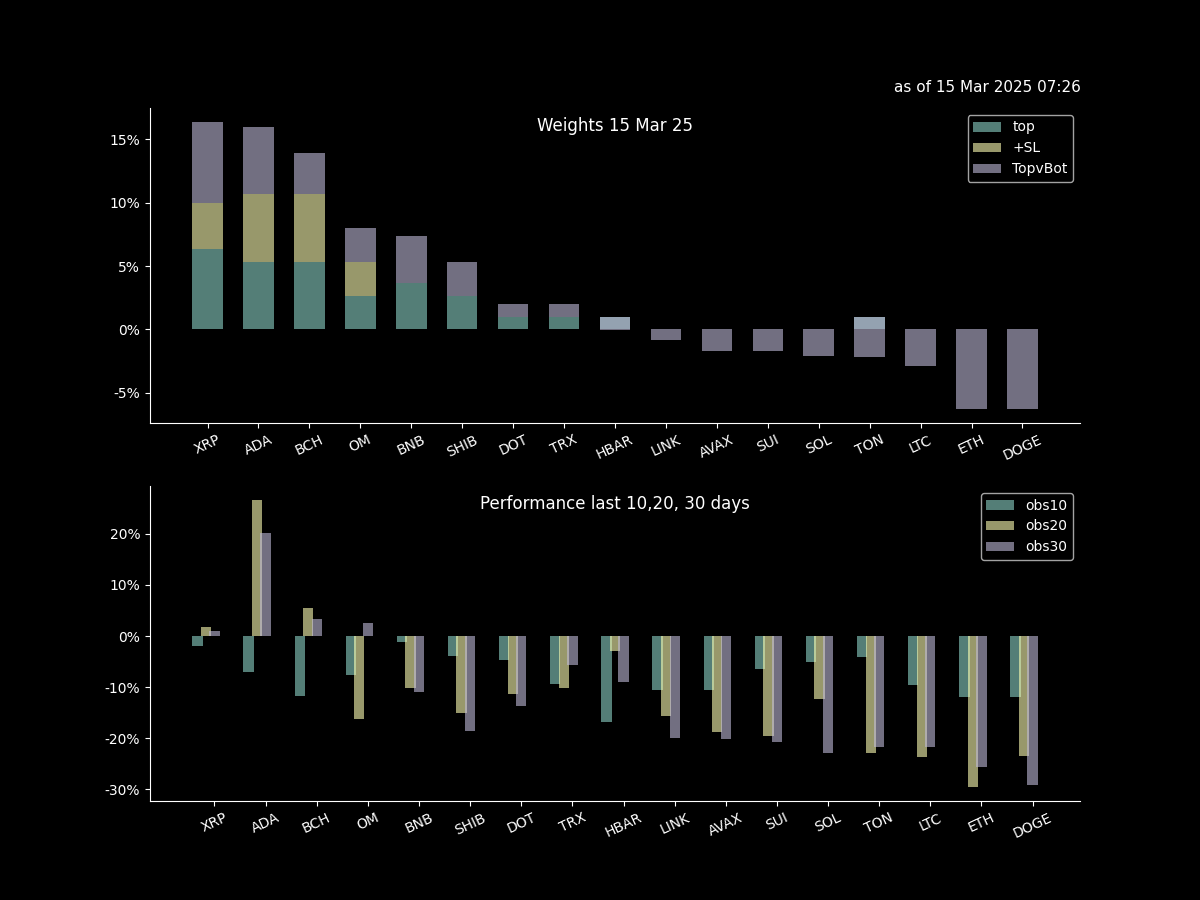 as of 15 Mar 2025 07:26
Weights 15 Mar 25
top
+SL
TopvBot
15%
10%
5%
0%
-5%
XRP ADA BCH OM BNB SHIB DOT TRX HBAR LINK AVAX SUI SOL TON LTC ETH DOGE
Performance last 10,20, 30 days
obs10
obs20
obs30
20%
10%
0%
-10%
-20%
-30%
XRP ADA BCH OM BNB SHIB DOT TRX HBAR LINK AVAX SUI SOL TON LTC ETH DOGE